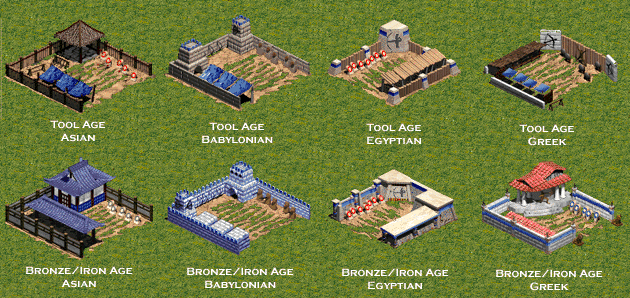 Tool Age
Asian
Tool Age
Babylonian
Tool Age
Egyptian
Tool Age
Greek
Bronze/Iron Age
Asian
Bronze/Iron Age
Babylonian
Bronze/Iron Age
Egyptian
Bronze/Iron Age
Greek